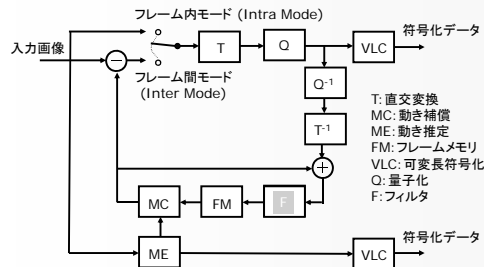 フレーム内モード (Intra Mode)
符号化データ
入力画像
T
Q
VLC
フレーム間モード
(Inter Mode)
Q-1
T-1
T:直交変換
MC:動き補償
ME:動き推定
FM:フレームメモリ
VLC:可変長符号化
Q:量子化
F:フィルタ
MC
FM
F
符号化データ
ME
VLC